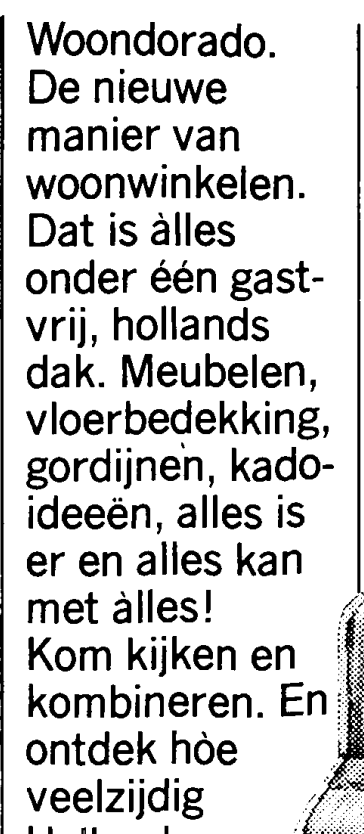 Woondorado.
De nieuwe
manier van
woonwinkelen.
Dat is àlles
onder één gast-
vrij, hollands
dak. Meubelen,
vloerbedekking,
gordijnen, kado-
ideeën, alles is
er en alles kan
met àlles!
Kom kijken en
kombineren. En
ontdek hòe
veelzijdig